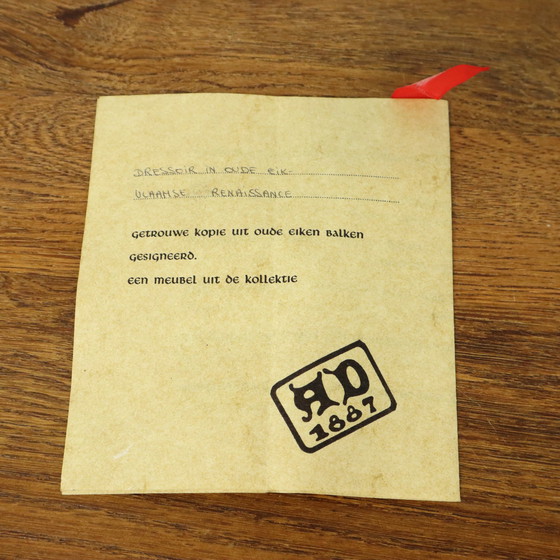 DRESSOIR IN OUDE EIK.
VLAAMSE RENAISSANCE
GETROUWE KOPIE UIT OUDE EIKEN BALKEN
GESIGNEERD.
EEN MEUBEL UIT DE KOLLEKTIE
AD
1887